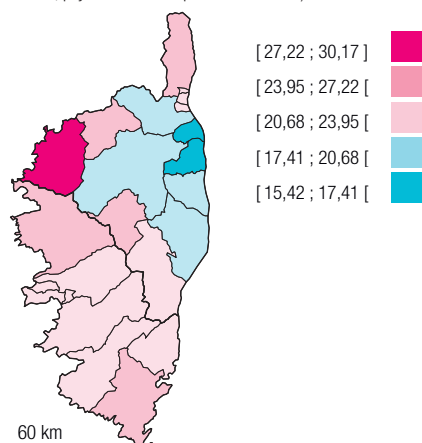 [ 27,22 ; 30,17 ]
[ 23,95 ; 27,22 [
[ 20,68 ; 23,95 [
[ 17,41 ; 20,68 [
[ 15,42 ; 17,41 [
60 km